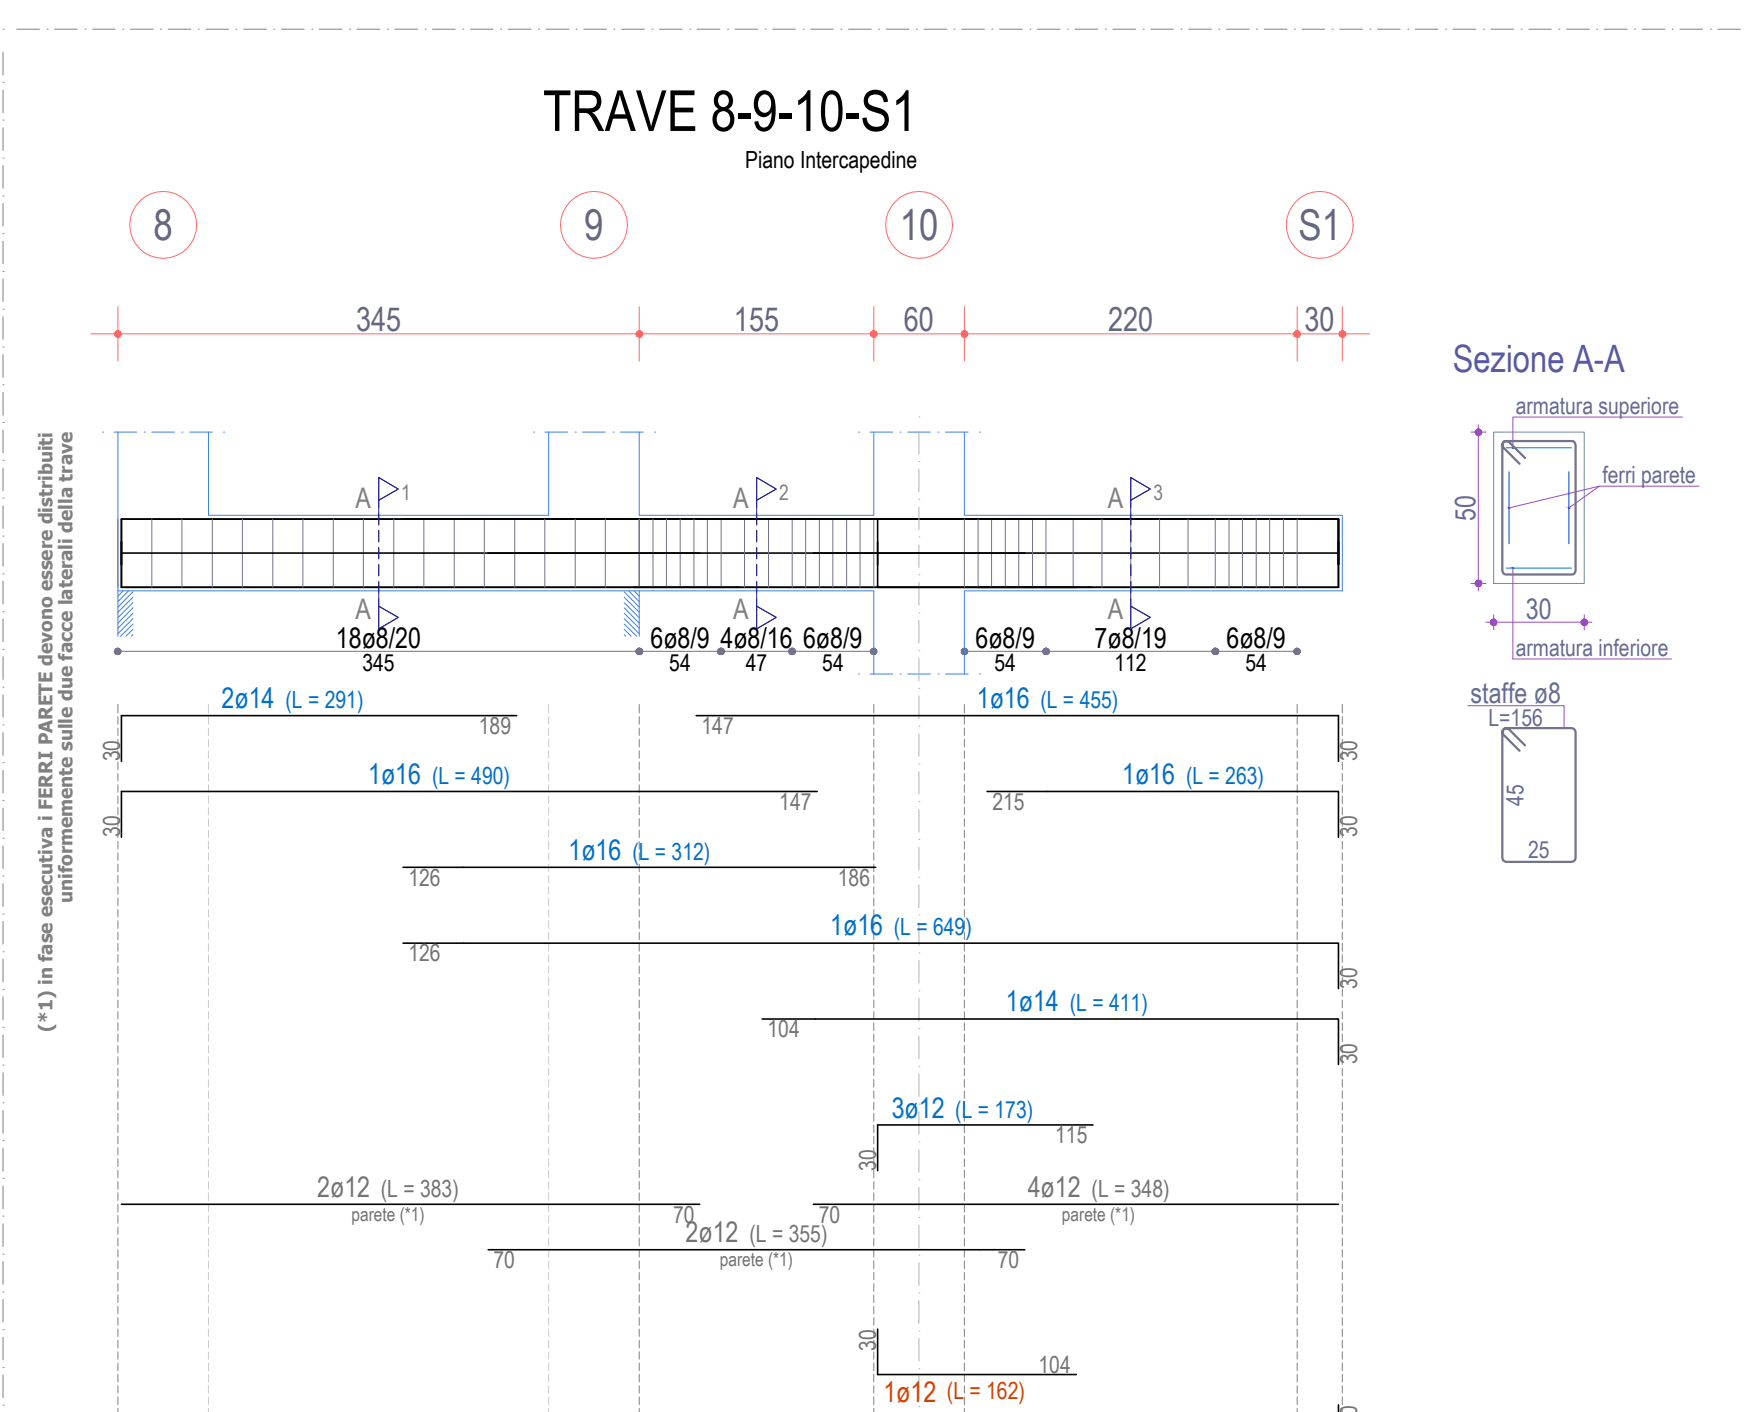 TRAVE 8-9-10-S1
Piano Intercapedine
8 9 10 S1
345 155 60 220 30
Sezione A-A
armatura superiore
ferri parete
50
30
armatura inferiore
staffe ø8
L=156
45
25
(*1) in fase esecutiva i FERRI PARETE devono essere distribuiti
uniformemente sulle due facce laterali della trave
A 1 A 2 A 3
A A A
18ø8/20 6ø8/9 4ø8/16 6ø8/9 6ø8/9 7ø8/19 6ø8/9
345 54 47 54 54 112 54
2ø14 (L = 291) 1ø16 (L = 455)
189 147
30 30
1ø16 (L = 490) 1ø16 (L = 263)
147 215
30 30
1ø16 (L = 312)
126 186
1ø16 (L = 649)
126
30
1ø14 (L = 411)
104
30
3ø12 (L = 173)
115
30
2ø12 (L = 383) 4ø12 (L = 348)
parete (*1) 70 70 parete (*1)
2ø12 (L = 355)
70 parete (*1) 70
30
104
1ø12 (L = 162)